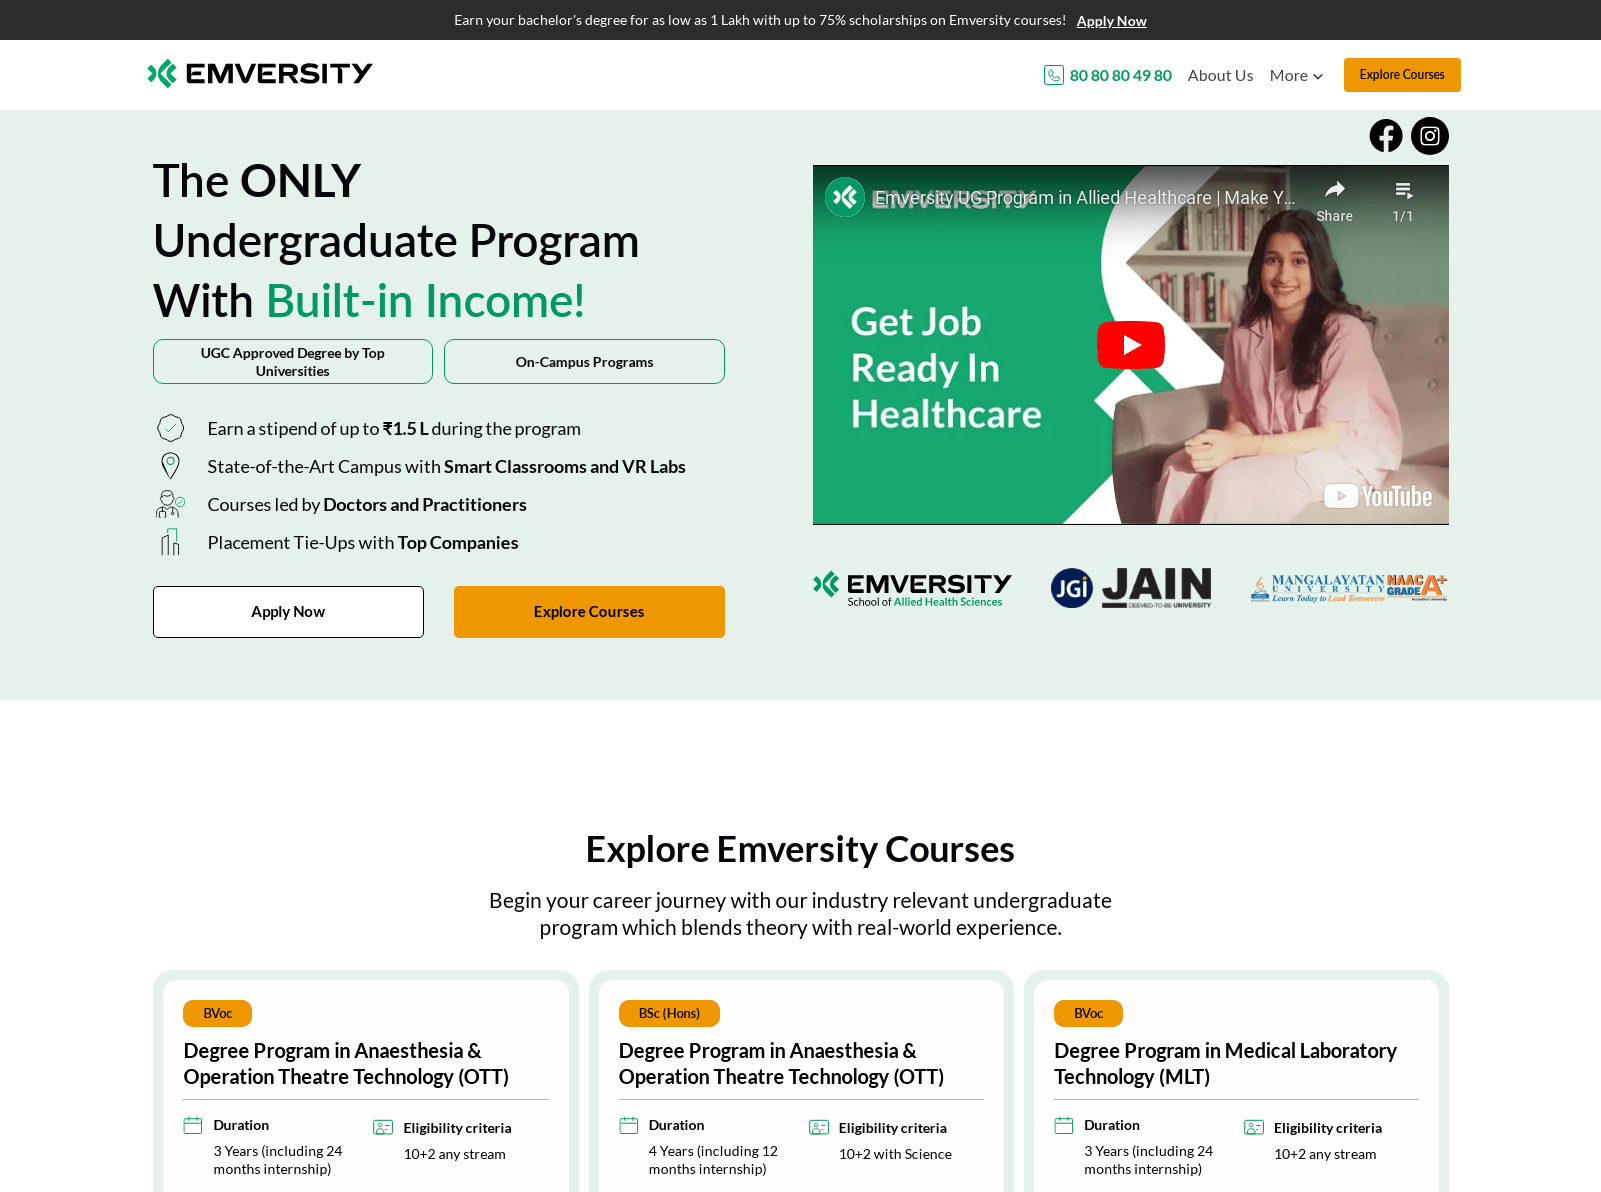 Earn your bachelor's degree for as low as 1 Lakh with up to 75% scholarships on Emversity courses! Apply Now
EMVERSITY
80 80 80 49 80
About Us
More
Explore Courses
The ONLY
Undergraduate Program
With Built-in Income!
UGC Approved Degree by Top
Universities
On-Campus Programs
Earn a stipend of up to ₹1.5 L during the program
State-of-the-Art Campus with Smart Classrooms and VR Labs
Courses led by Doctors and Practitioners
Placement Tie-Ups with Top Companies
Apply Now
Explore Courses
EMVERSITY
Emversity UG Program in Allied Healthcare | Make Y...
Share
1/1
Get Job
Ready In
Healthcare
YouTube
EMVERSITY
School of Allied Health Sciences
JGi
JAIN
DEEMED-TO-BE UNIVERSITY
MANGALAYATAN
UNIVERSITY
Learn Today to Lead Tomorrow
NAAC
GRADE A+
Accredited University
Explore Emversity Courses
Begin your career journey with our industry relevant undergraduate
program which blends theory with real-world experience.
BVoc
Degree Program in Anaesthesia &
Operation Theatre Technology (OTT)
Duration
3 Years (including 24
months internship)
Eligibility criteria
10+2 any stream
BSc (Hons)
Degree Program in Anaesthesia &
Operation Theatre Technology (OTT)
Duration
4 Years (including 12
months internship)
Eligibility criteria
10+2 with Science
BVoc
Degree Program in Medical Laboratory
Technology (MLT)
Duration
3 Years (including 24
months internship)
Eligibility criteria
10+2 any stream